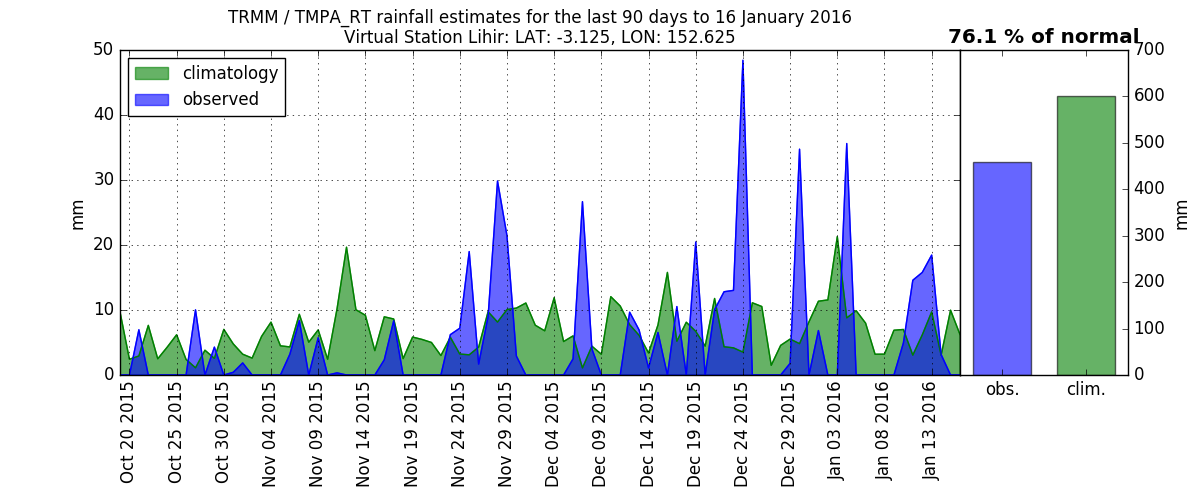 TRMM / TMPA_RT rainfall estimates for the last 90 days to 16 January 2016
Virtual Station Lihir: LAT: -3.125, LON: 152.625
76.1 % of normal
climatology
observed
50
40
30
20
10
0
mm
Oct 20 2015
Oct 25 2015
Oct 30 2015
Nov 04 2015
Nov 09 2015
Nov 14 2015
Nov 19 2015
Nov 24 2015
Nov 29 2015
Dec 04 2015
Dec 09 2015
Dec 14 2015
Dec 19 2015
Dec 24 2015
Dec 29 2015
Jan 03 2016
Jan 08 2016
Jan 13 2016
obs.
clim.
700
600
500
400
300
200
100
0
mm